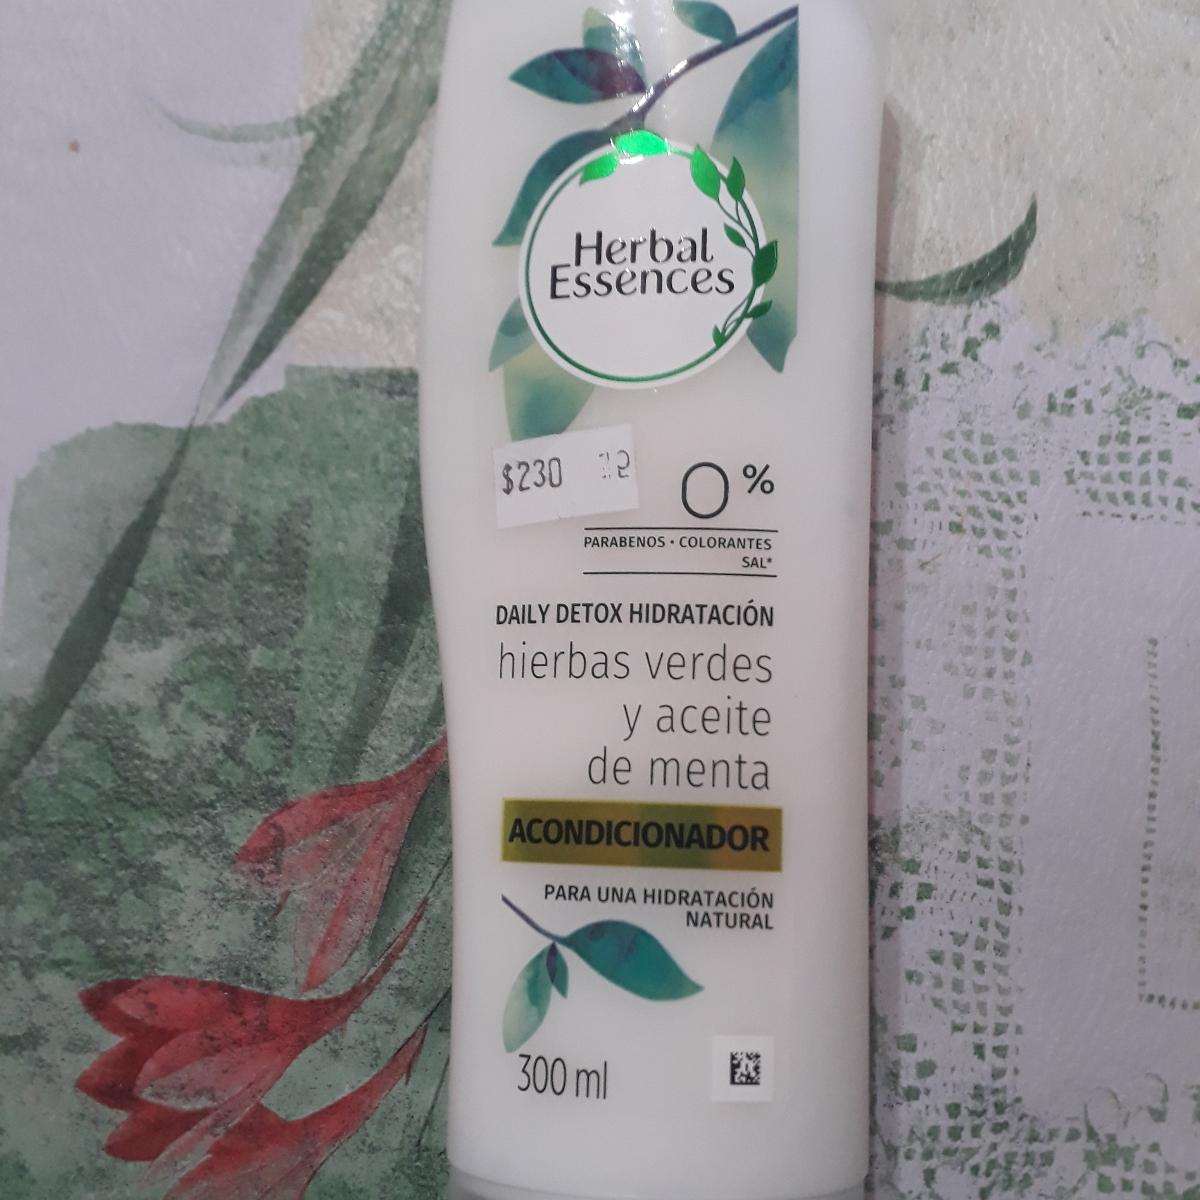 Herbal
Essences
$230
0%
PARABENOS • COLORANTES
SAL*
DAILY DETOX HIDRATACIÓN
hierbas verdes
y aceite
de menta
ACONDICIONADOR
PARA UNA HIDRATACIÓN
NATURAL
300 ml